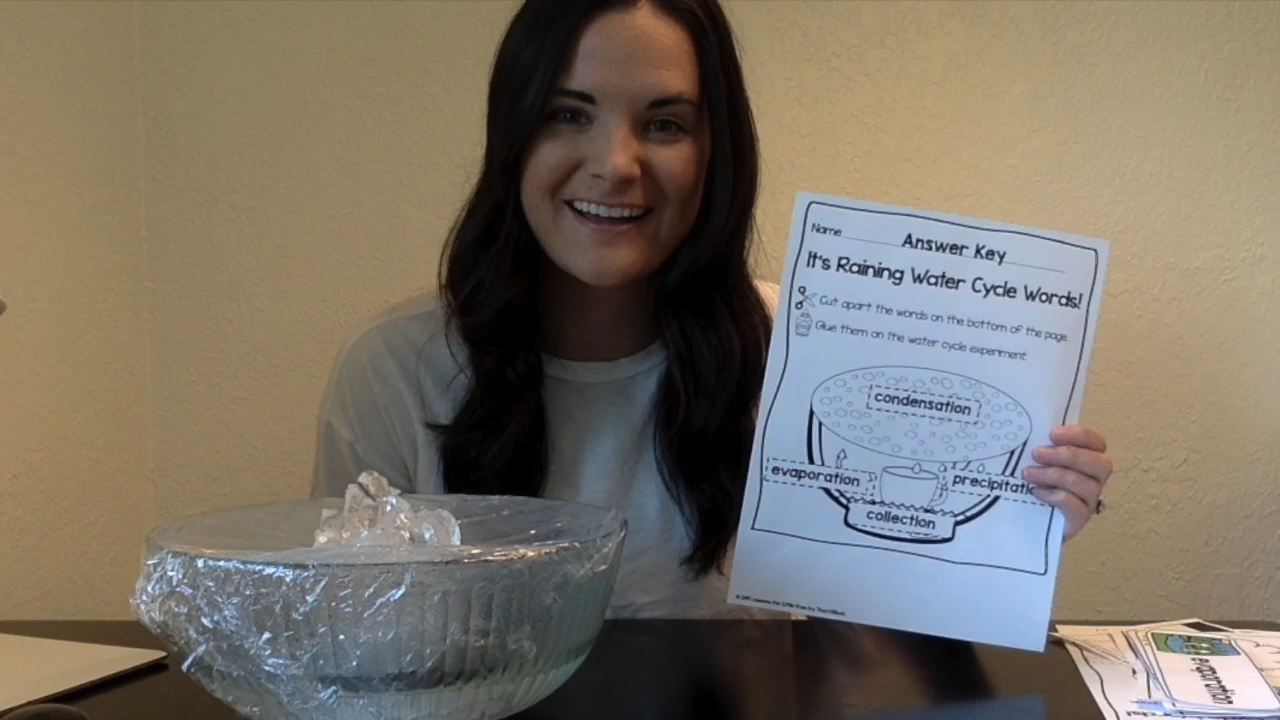 Name Answer Key
It's Raining Water Cycle Words!
Cut apart the words on the bottom of the page.
Glue them on the water cycle experiment
condensation
evaporation
precipitatio
collection
evaporation